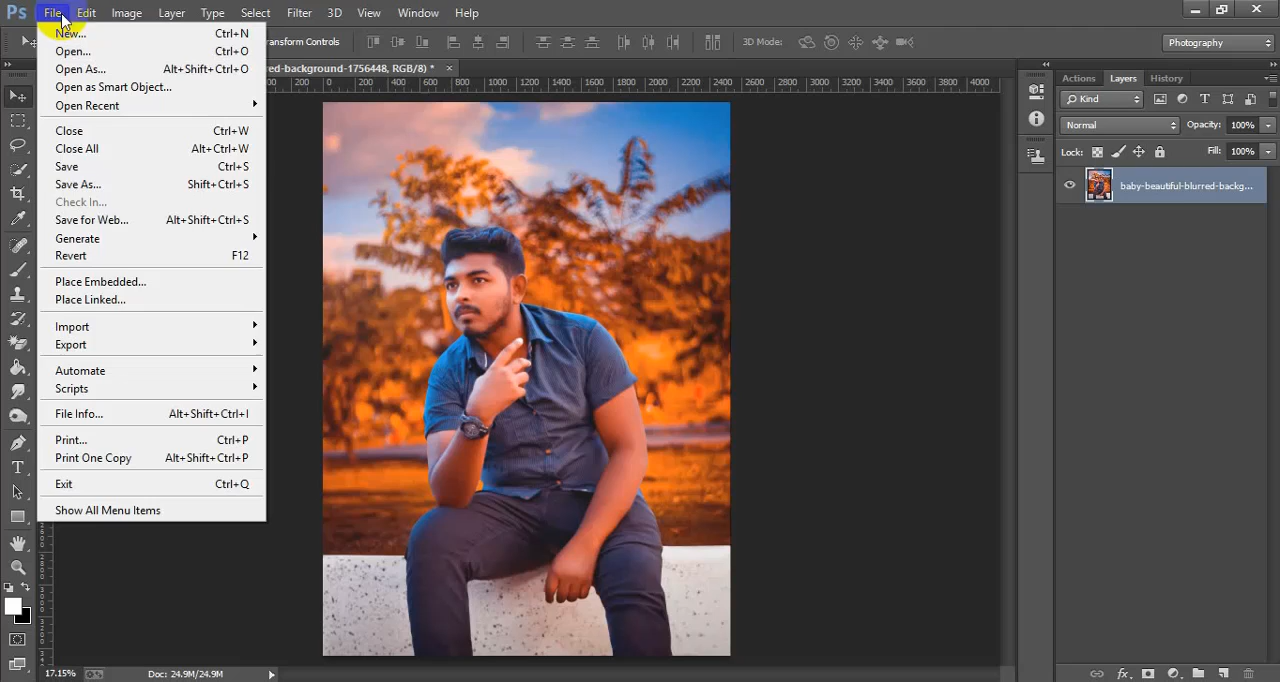 Ps File Edit Image Layer Type Select Filter 3D View Window Help
ransform Controls 3D Mode: Photography
red-background-1756448, RGB/8) * ×
200 0 200 400 600 800 1000 1200 1400 1600 1800 2000 2200 2400 2600 2800 3000 3200 3400 3600 3800 4000
New... Ctrl+N
Open... Ctrl+O
Open As... Alt+Shift+Ctrl+O
Open as Smart Object...
Open Recent
Close Ctrl+W
Close All Alt+Ctrl+W
Save Ctrl+S
Save As... Shift+Ctrl+S
Check In...
Save for Web... Alt+Shift+Ctrl+S
Generate
Revert F12
Place Embedded...
Place Linked...
Import
Export
Automate
Scripts
File Info... Alt+Shift+Ctrl+I
Print... Ctrl+P
Print One Copy Alt+Shift+Ctrl+P
Exit Ctrl+Q
Show All Menu Items
Actions Layers History
Kind
Normal Opacity: 100%
Lock: Fill: 100%
baby-beautiful-blurred-backg...
17.15% Doc: 24.9M/24.9M